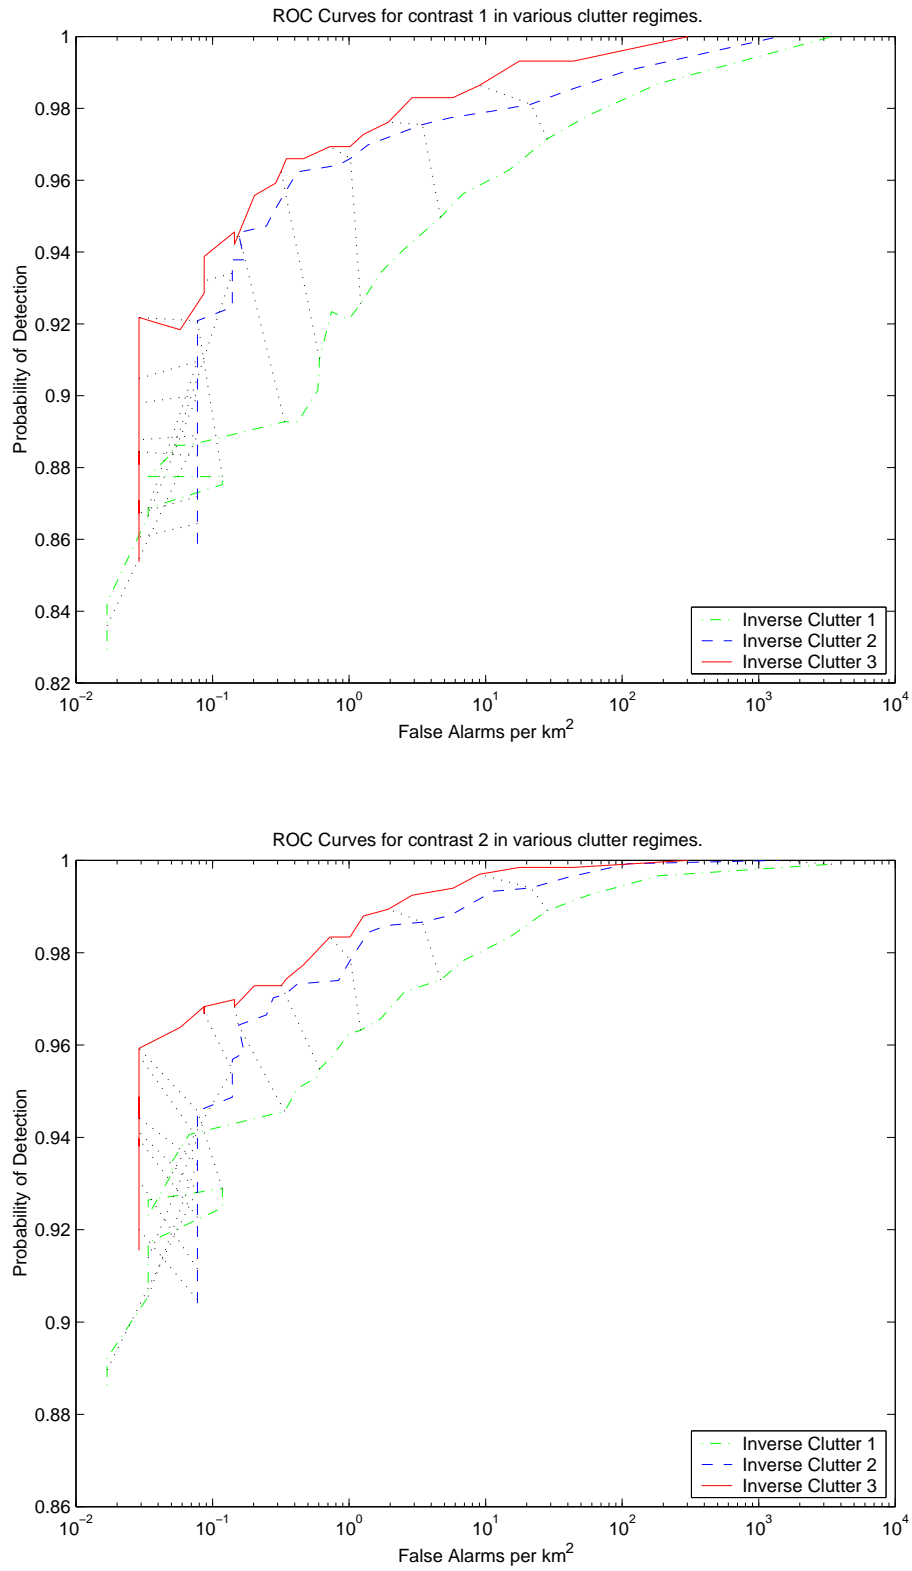 ROC Curves for contrast 1 in various clutter regimes.
1
0.98
0.96
0.94
0.92
0.9
0.88
0.86
0.84
0.82
Probability of Detection
10⁻² 10⁻¹ 10⁰ 10¹ 10² 10³ 10⁴
False Alarms per km²
Inverse Clutter 1
Inverse Clutter 2
Inverse Clutter 3
ROC Curves for contrast 2 in various clutter regimes.
1
0.98
0.96
0.94
0.92
0.9
0.88
0.86
Probability of Detection
10⁻² 10⁻¹ 10⁰ 10¹ 10² 10³ 10⁴
False Alarms per km²
Inverse Clutter 1
Inverse Clutter 2
Inverse Clutter 3